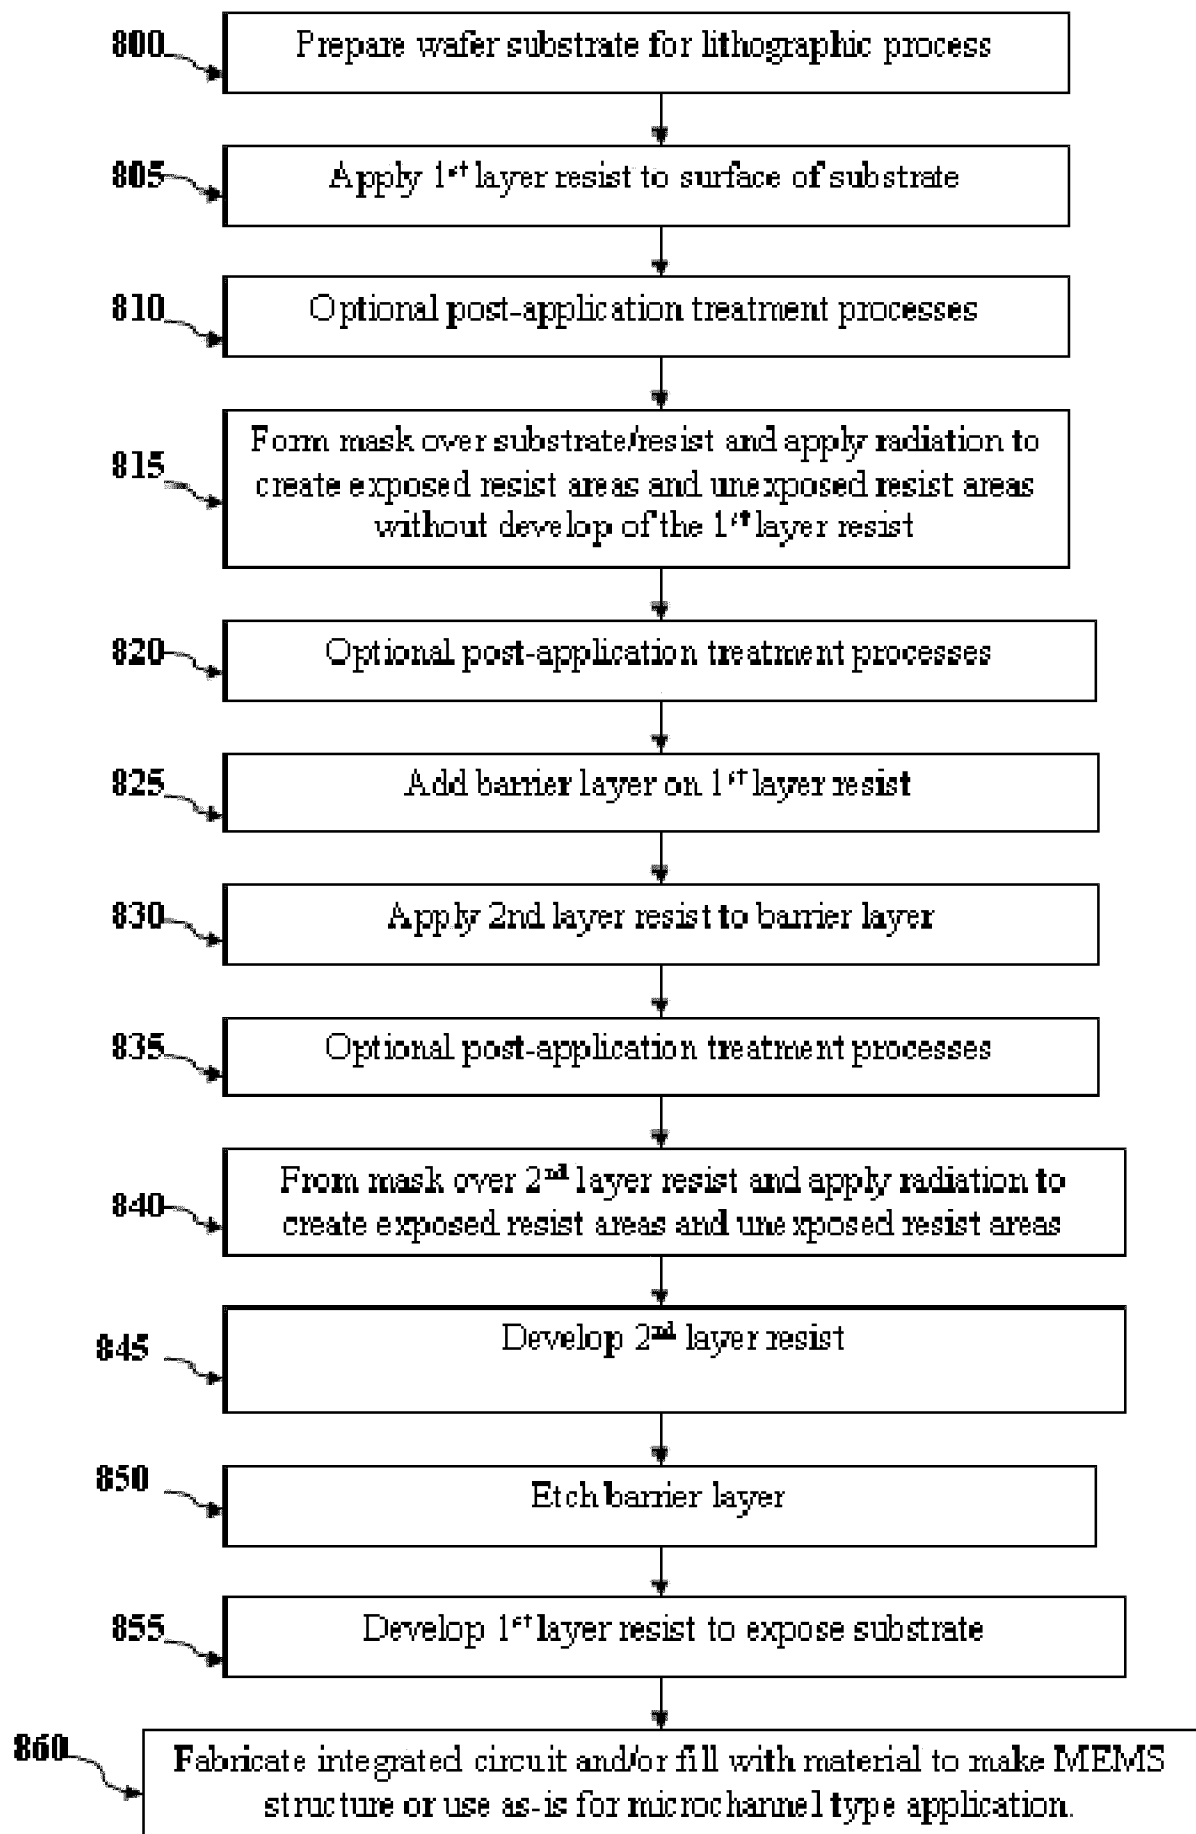 800 Prepare wafer substrate for lithographic process
805 Apply 1st layer resist to surface of substrate
810 Optional post-application treatment processes
Form mask over substrate/resist and apply radiation to
815 create exposed resist areas and unexposed resist areas
without develop of the 1st layer resist
820 Optional post-application treatment processes
825 Add barrier layer on 1st layer resist
830 Apply 2nd layer resist to barrier layer
835 Optional post-application treatment processes
From mask over 2nd layer resist and apply radiation to
840 create exposed resist areas and unexposed resist areas
845 Develop 2nd layer resist
850 Etch barrier layer
855 Develop 1st layer resist to expose substrate
860 Fabricate integrated circuit and/or fill with material to make MEMS
structure or use as-is for microchannel type application.